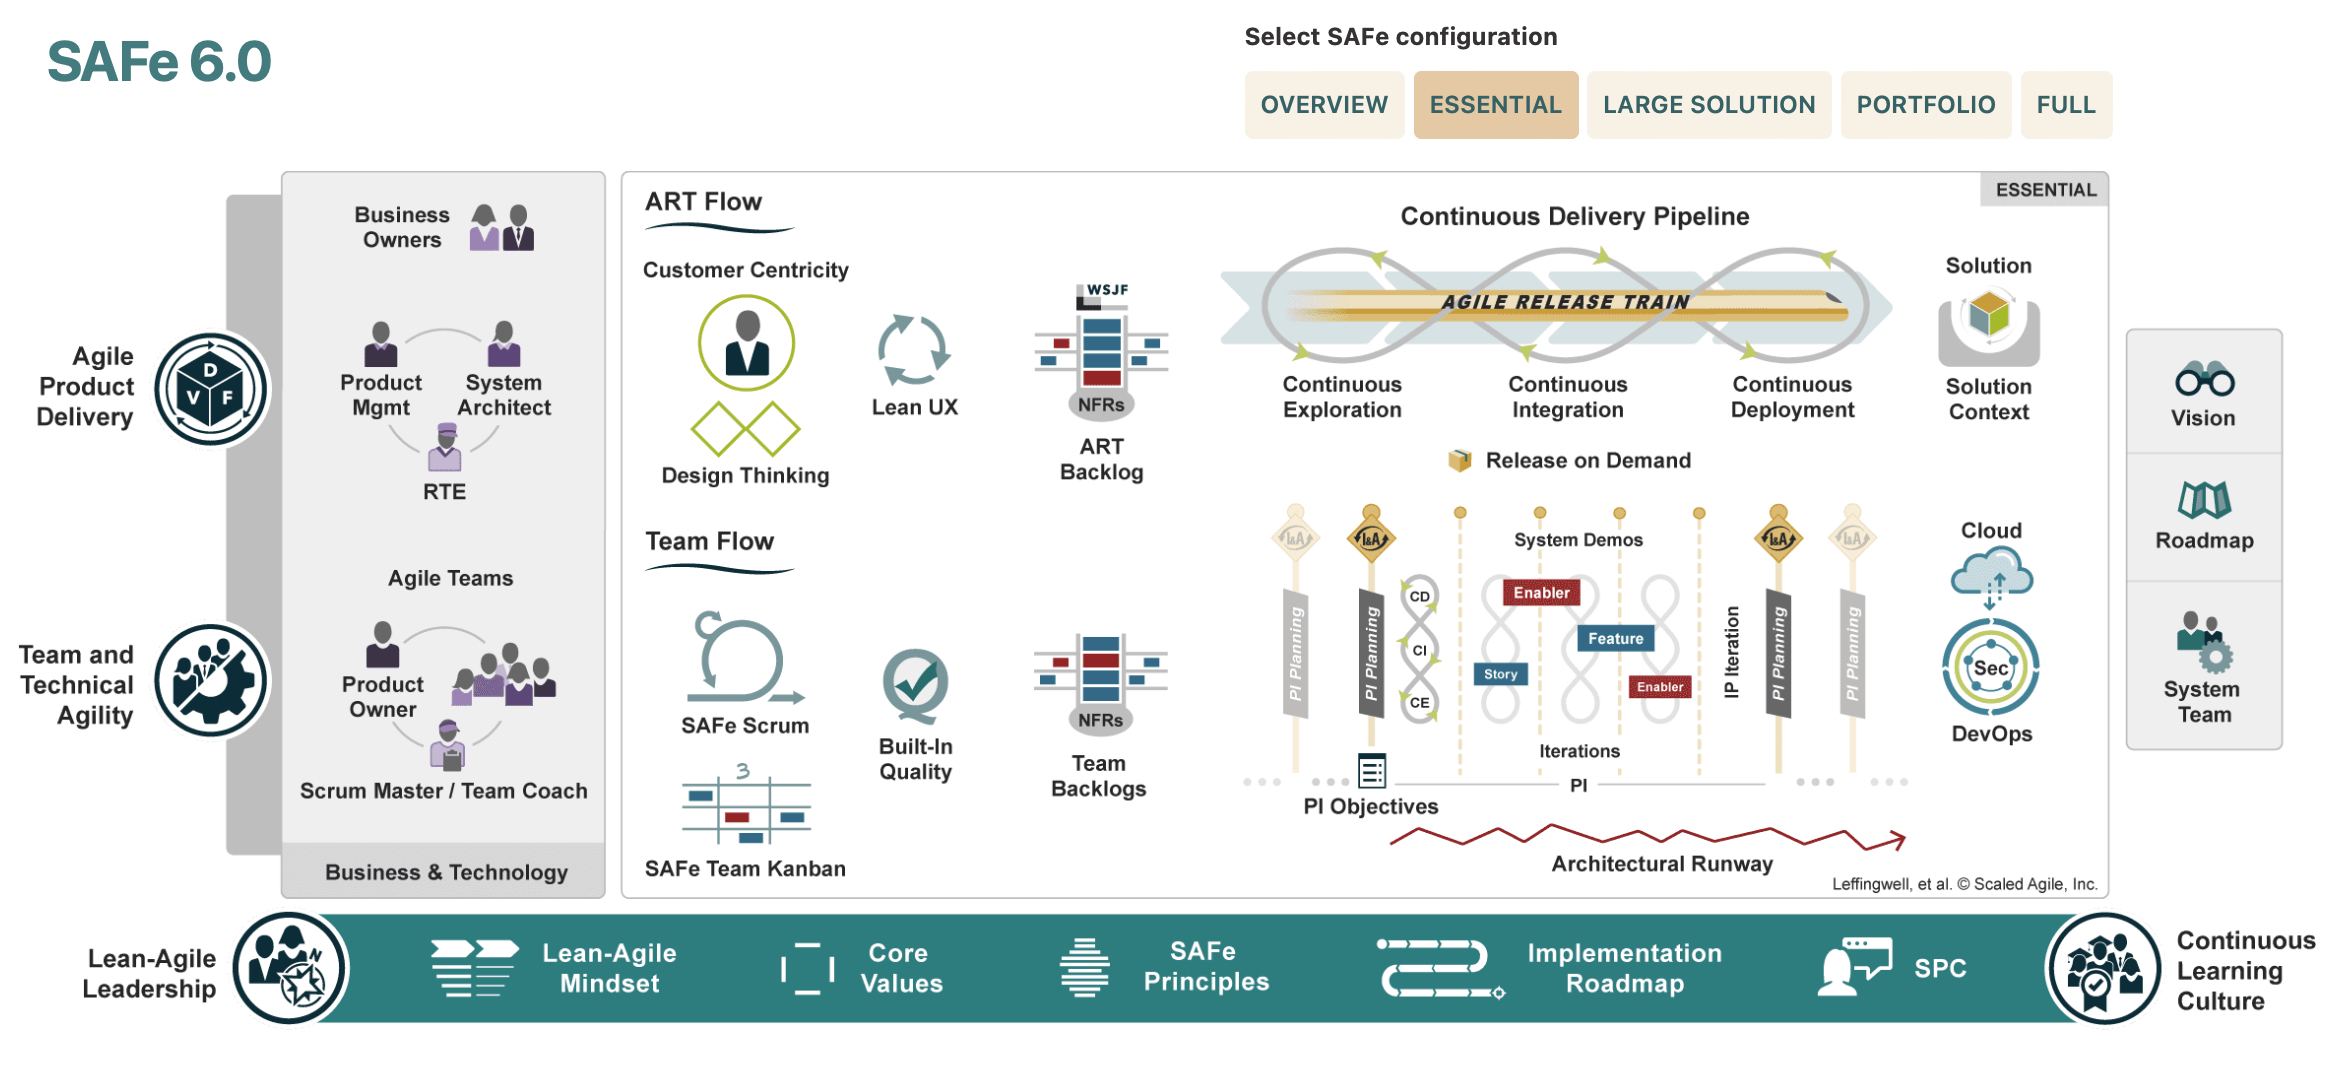 SAFe 6.0
Select SAFe configuration
OVERVIEW
ESSENTIAL
LARGE SOLUTION
PORTFOLIO
FULL
Agile
Product
Delivery
D
V F
Team and
Technical
Agility
Business
Owners
Product
Mgmt
System
Architect
RTE
Agile Teams
Product
Owner
Scrum Master / Team Coach
Business & Technology
ESSENTIAL
ART Flow
Customer Centricity
Design Thinking
Lean UX
WSJF
NFRs
ART
Backlog
Continuous Delivery Pipeline
AGILE RELEASE TRAIN
Continuous
Exploration
Continuous
Integration
Continuous
Deployment
Solution
Solution
Context
Release on Demand
Team Flow
SAFe Scrum
3
SAFe Team Kanban
Built-In
Quality
NFRs
Team
Backlogs
I&A
I&A
I&A
I&A
System Demos
PI Planning
PI Planning
CD
CI
CE
Enabler
Feature
Story
Enabler
IP Iteration
PI Planning
PI Planning
Iterations
PI
PI Objectives
Architectural Runway
Cloud
Sec
DevOps
Leffingwell, et al. © Scaled Agile, Inc.
Vision
Roadmap
System
Team
Lean-Agile
Leadership
N
Lean-Agile
Mindset
Core
Values
SAFe
Principles
Implementation
Roadmap
SPC
Continuous
Learning
Culture